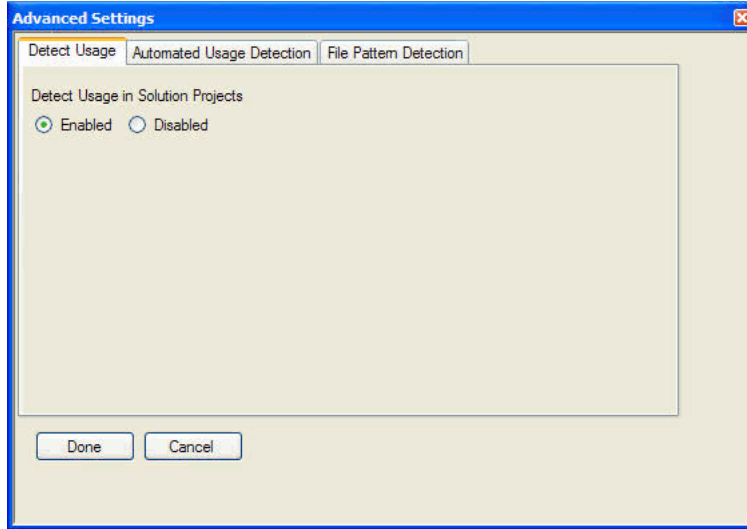 Advanced Settings
Detect Usage Automated Usage Detection File Pattern Detection
Detect Usage in Solution Projects
Enabled Disabled
Done Cancel